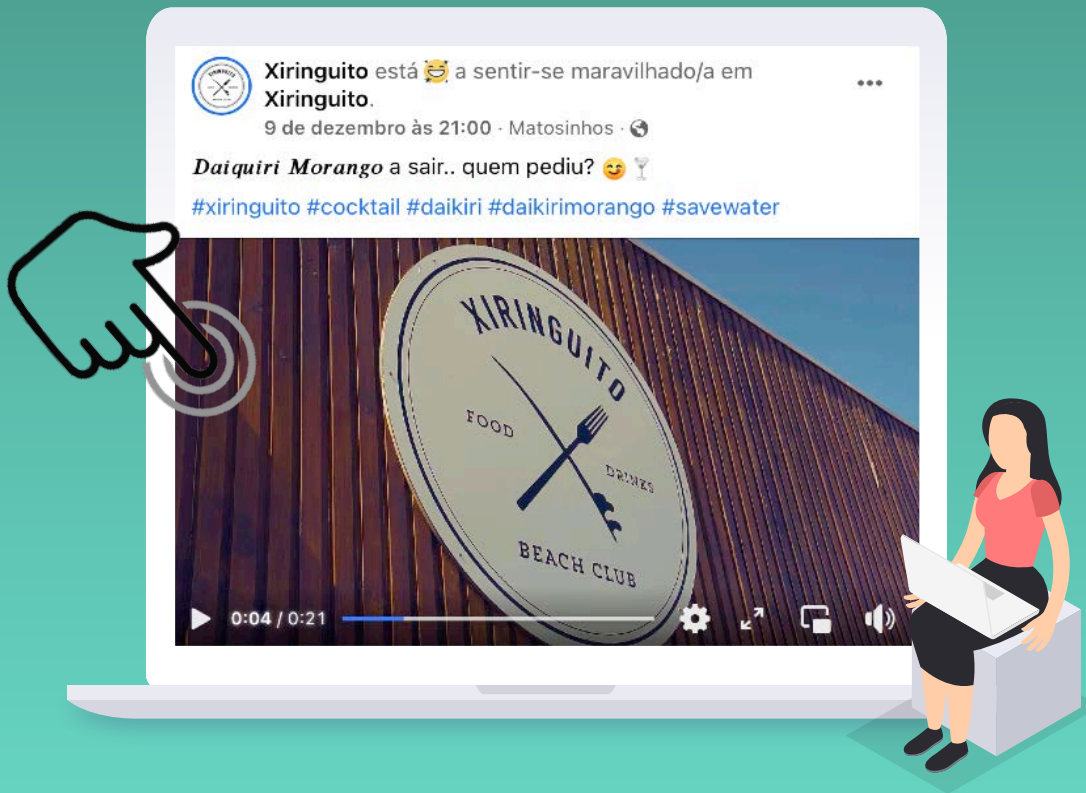 Xiringuito está 🤩 a sentir-se maravilhado/a em
Xiringuito.
9 de dezembro às 21:00 · Matosinhos ·
Daiquiri Morango a sair.. quem pediu? 😋🍸
#xiringuito #cocktail #daikiri #daikirimorango #savewater
XIRINGUITO
FOOD
DRINKS
BEACH CLUB
0:04 / 0:21